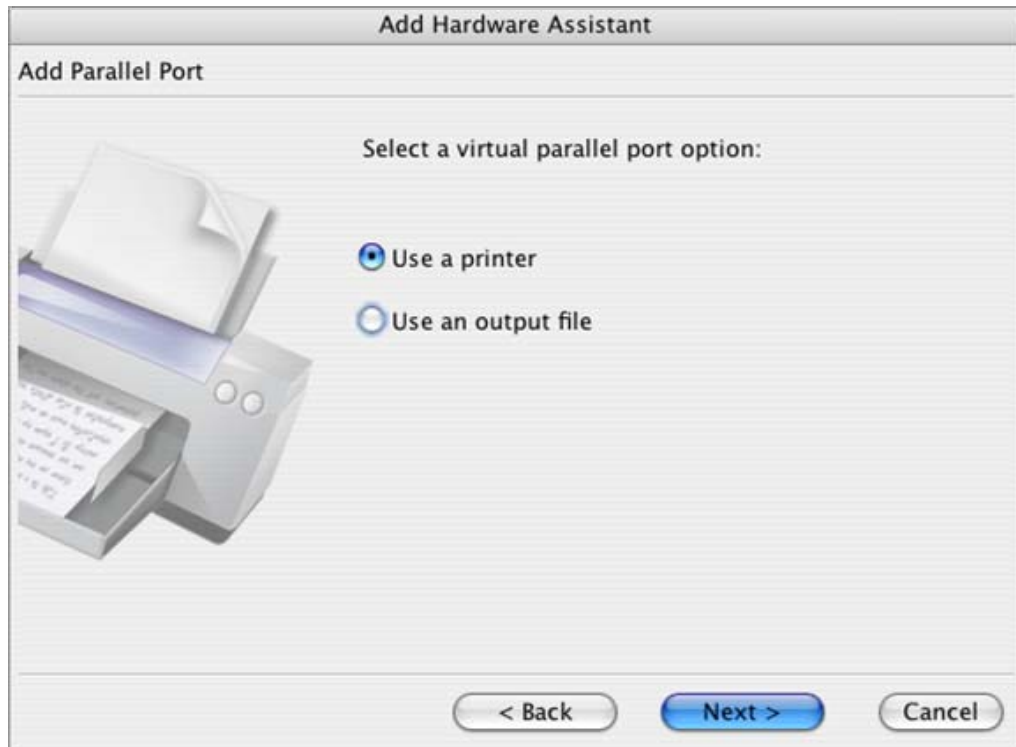 Add Hardware Assistant
Add Parallel Port
Select a virtual parallel port option:
Use a printer
Use an output file
< Back
Next >
Cancel